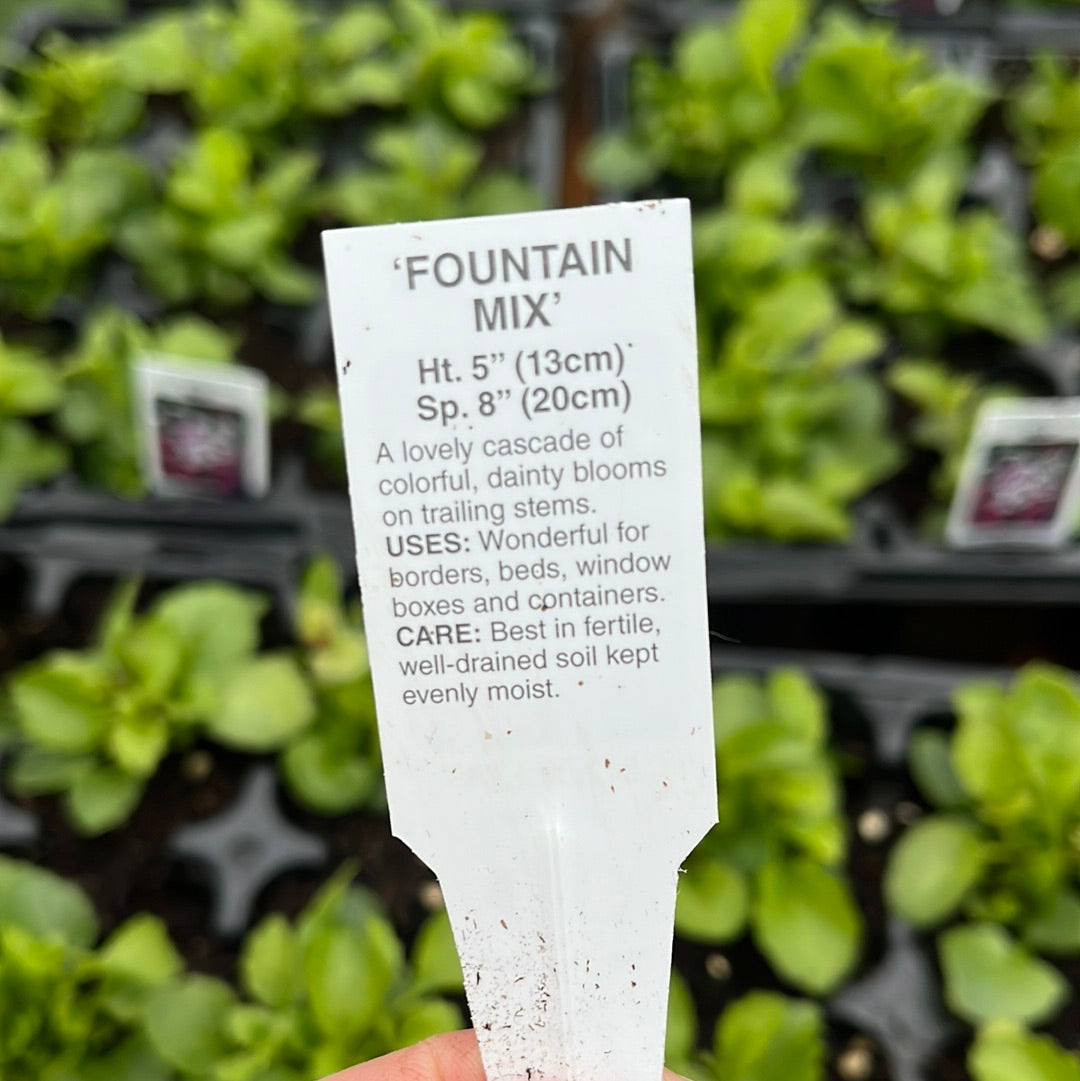 ‘FOUNTAIN
MIX’
Ht. 5” (13cm)
Sp. 8” (20cm)
A lovely cascade of
colorful, dainty blooms
on trailing stems.
USES: Wonderful for
borders, beds, window
boxes and containers.
CARE: Best in fertile,
well-drained soil kept
evenly moist.